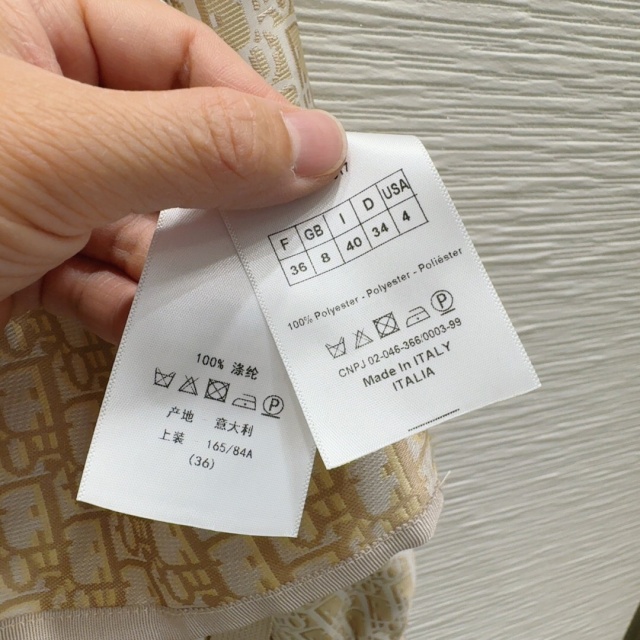 F GB I D USA
36 8 40 34 4
100% Polyester - Polyester - Poliéster
CNPJ 02-046-366:0003-99
Made In ITALY
ITALIA
100% 涤纶
产地 意大利
上装 165/84A
(36)